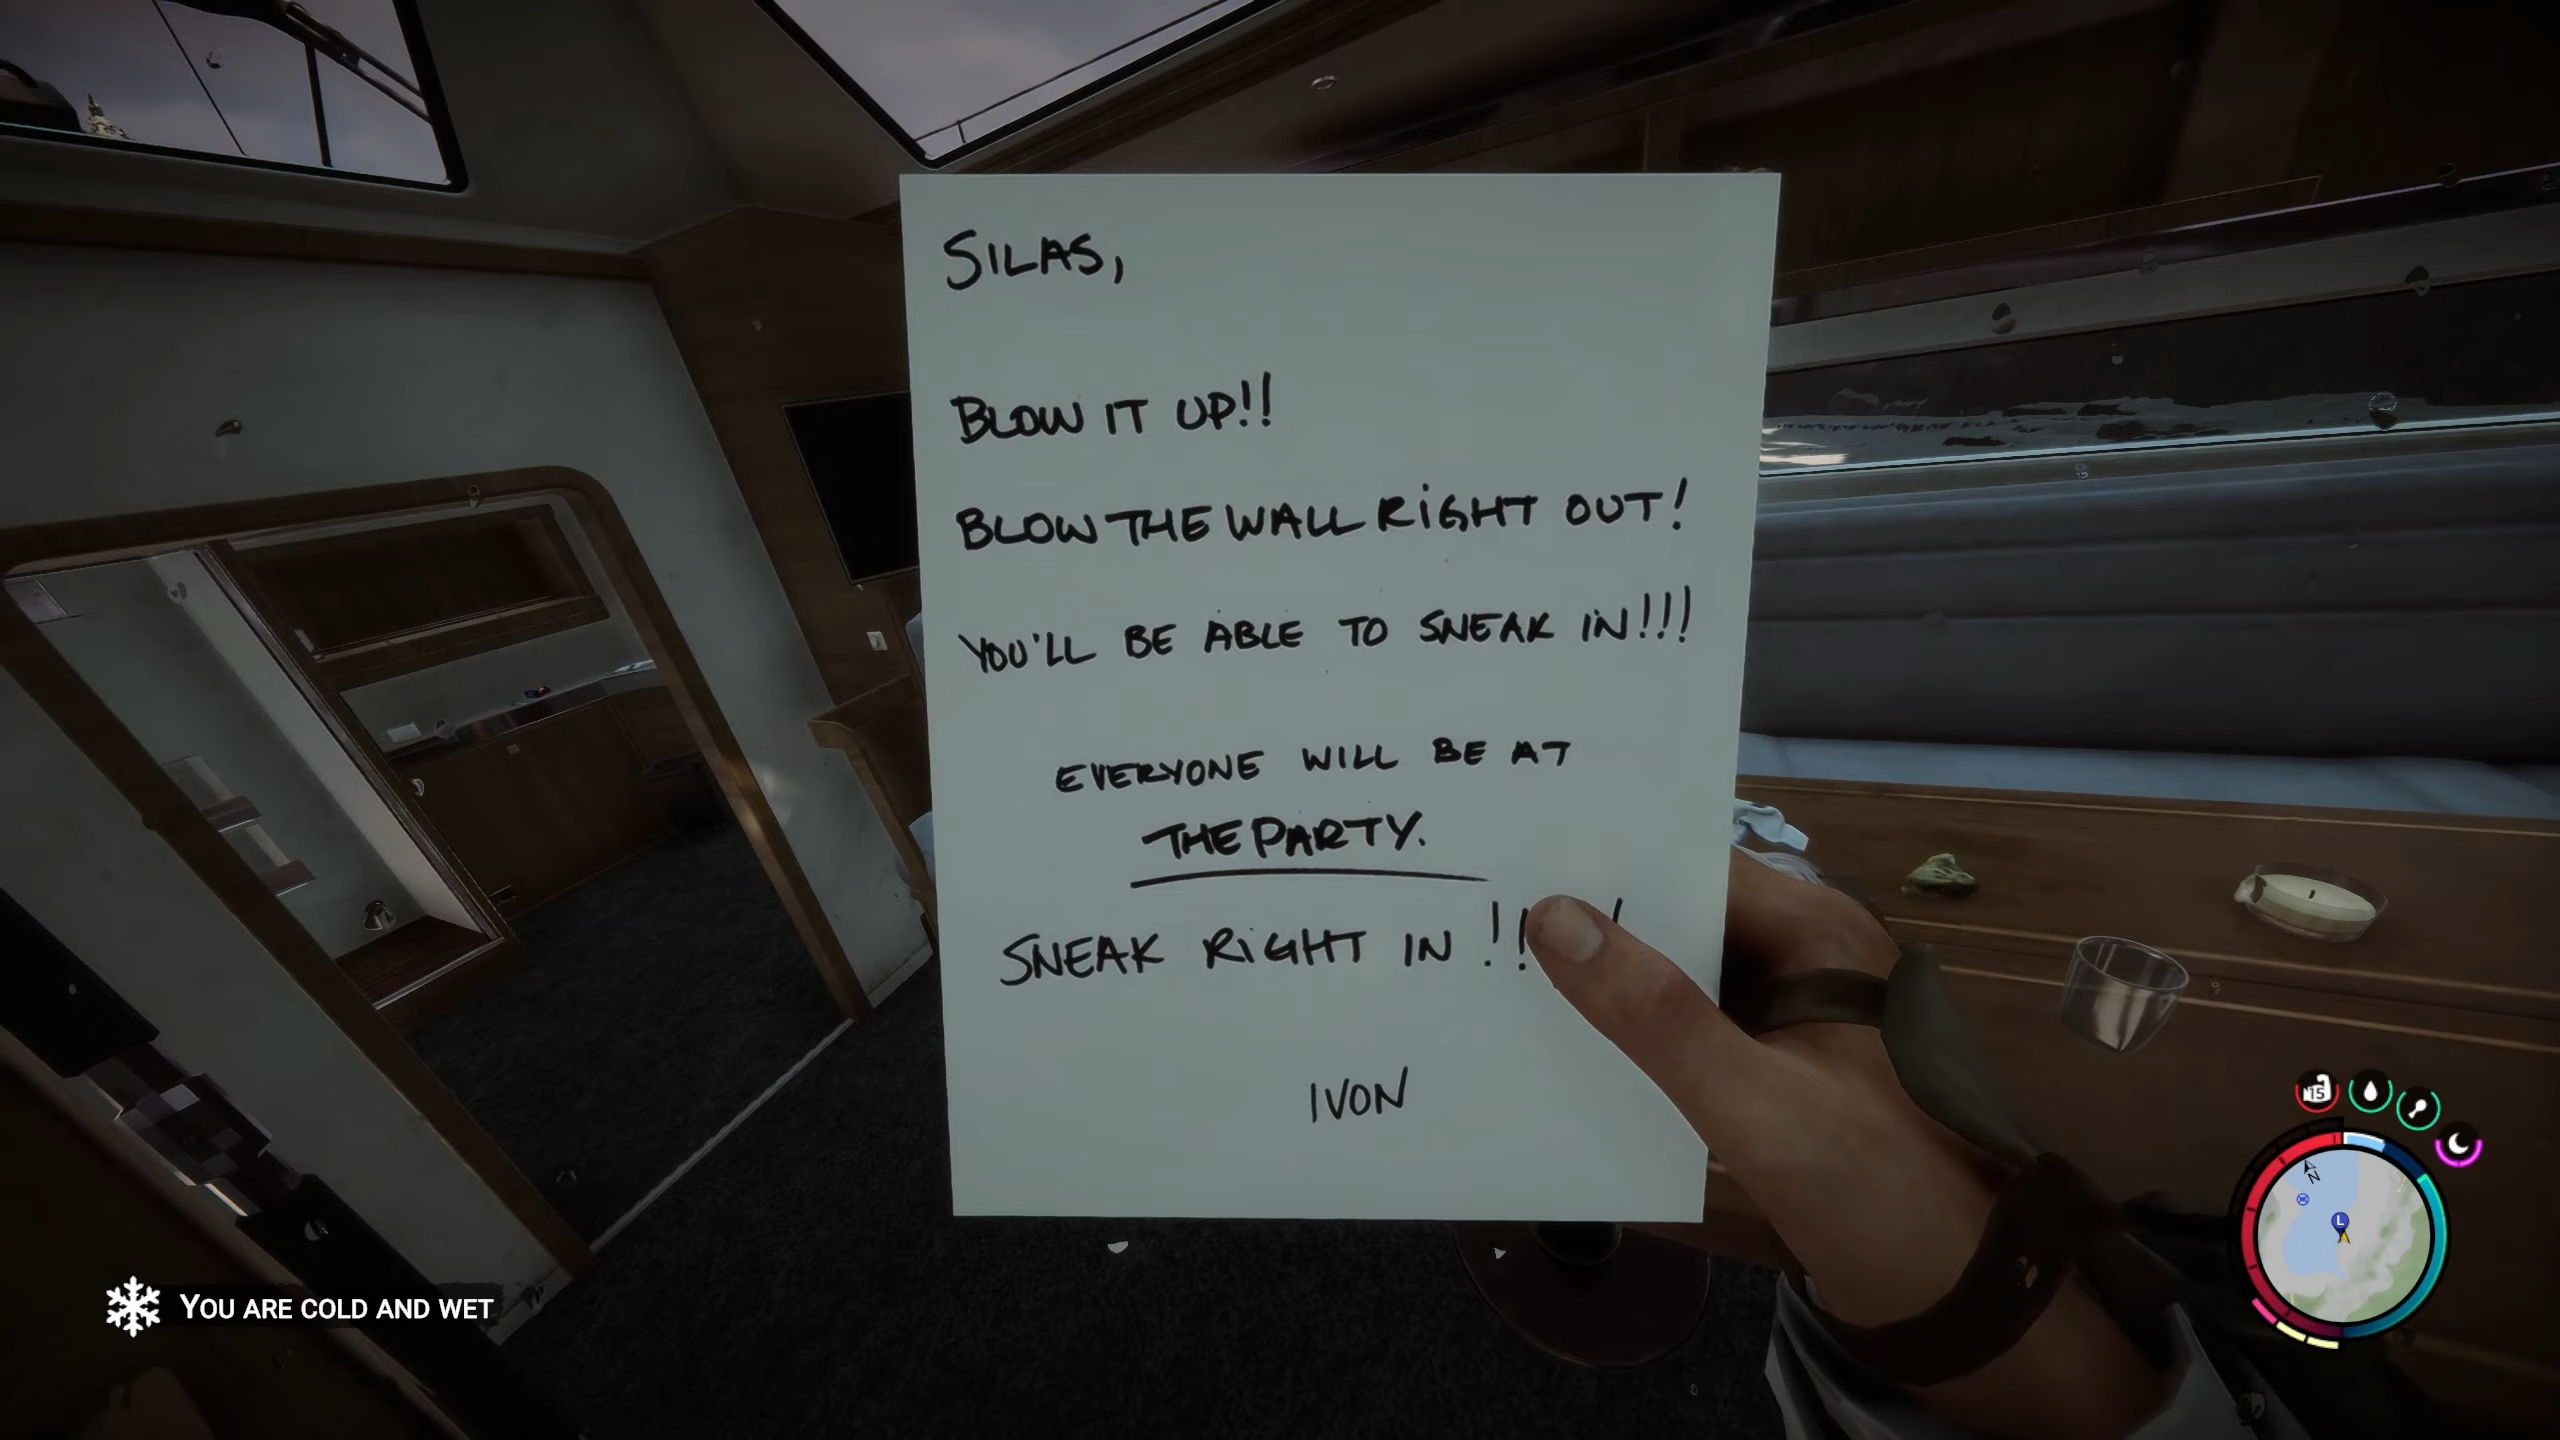 SILAS,
BLOW IT UP!!
BLOW THE WALL RIGHT OUT!
YOU'LL BE ABLE TO SNEAK IN!!!
EVERYONE WILL BE AT
THE PARTY.
SNEAK RIGHT IN !!
IVON
YOU ARE COLD AND WET
15
N
L